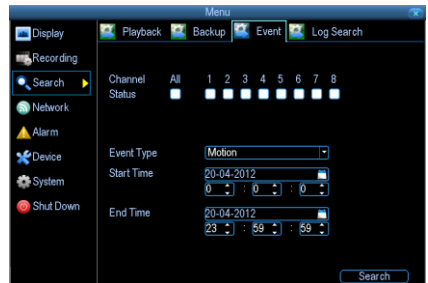 Menu
Display
Recording
Search
Network
Alarm
Device
System
Shut Down
Playback Backup Event Log Search
Channel All 1 2 3 4 5 6 7 8
Status
Event Type Motion
Start Time 20-04-2012
0 : 0 : 0
End Time 20-04-2012
23 : 59 : 59
Search